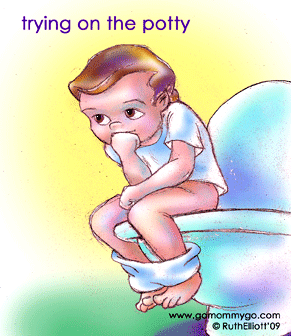 trying on the potty
www.gomommygo.com
© RuthElliott'09